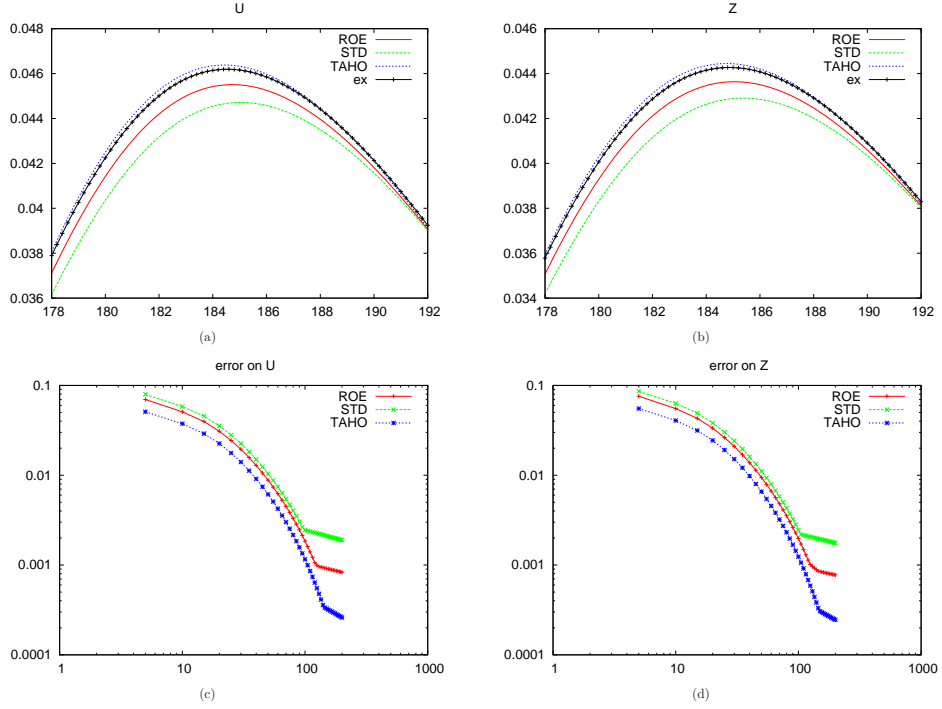 U
0.048
0.046
0.044
0.042
0.04
0.038
0.036
178 180 182 184 186 188 190 192
ROE
STD
TAHO
ex
(a)
Z
0.048
0.046
0.044
0.042
0.04
0.038
0.036
0.034
178 180 182 184 186 188 190 192
ROE
STD
TAHO
ex
(b)
error on U
0.1
0.01
0.001
0.0001
1 10 100 1000
ROE
STD
TAHO
(c)
error on Z
0.1
0.01
0.001
0.0001
1 10 100 1000
ROE
STD
TAHO
(d)